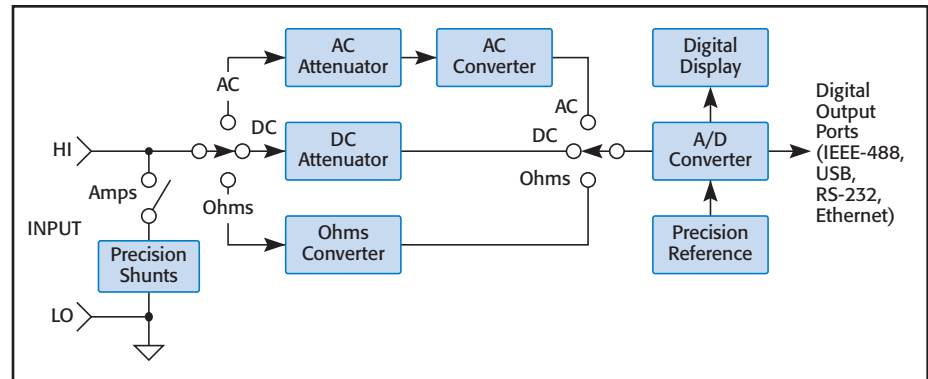 AC
Attenuator
AC
Converter
Digital
Display
AC
AC
Digital
Output
Ports
(IEEE-488,
USB,
RS-232,
Ethernet)
HI
DC
DC
Attenuator
DC
A/D
Converter
Amps
Ohms
Ohms
INPUT
Precision
Shunts
Ohms
Converter
Precision
Reference
LO